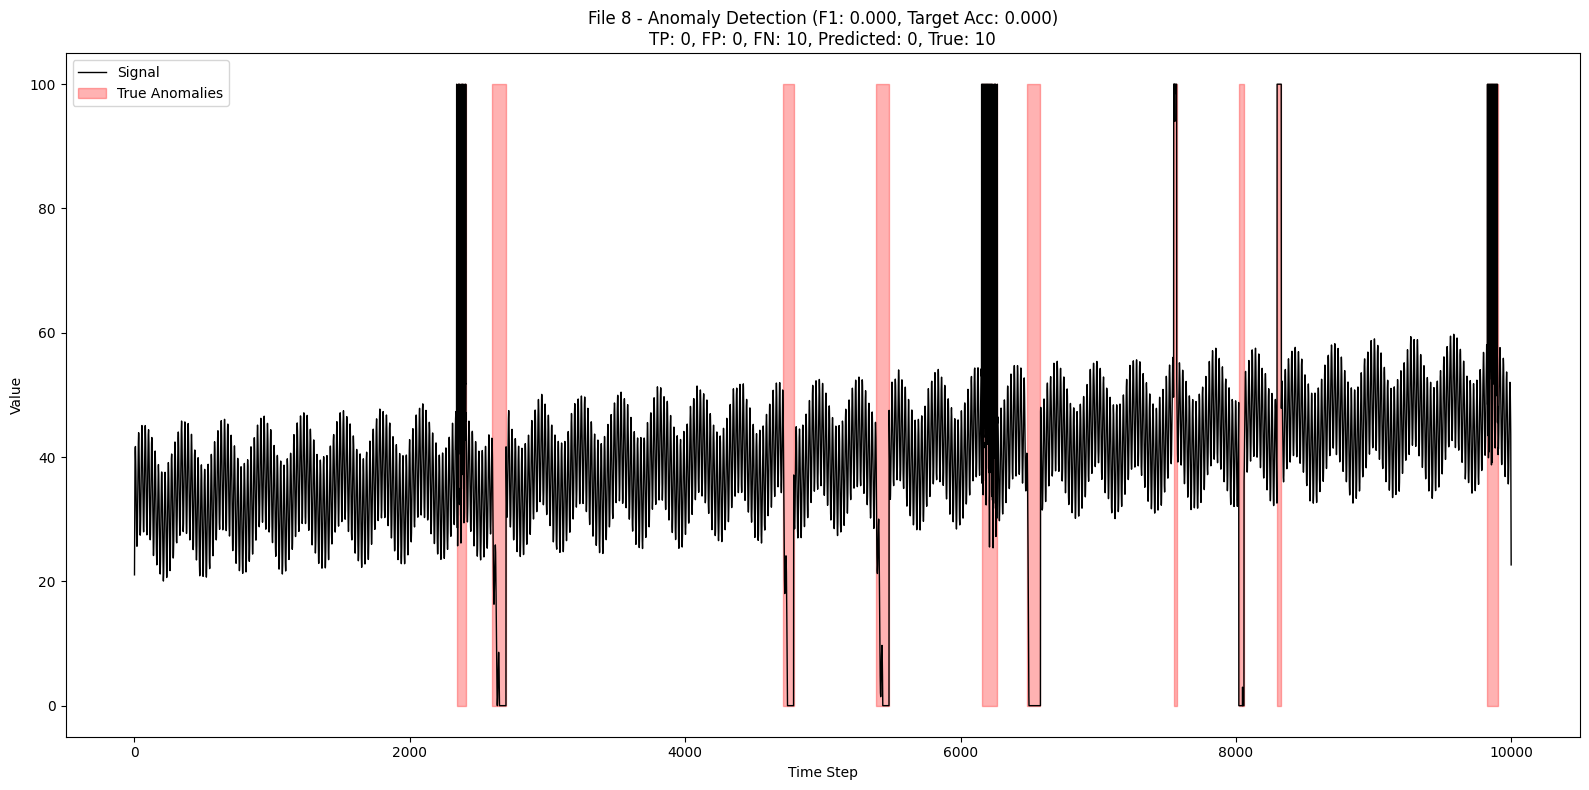 File 8 - Anomaly Detection (F1: 0.000, Target Acc: 0.000)
TP: 0, FP: 0, FN: 10, Predicted: 0, True: 10
Signal
True Anomalies
100
80
60
40
20
0
Value
0 2000 4000 6000 8000 10000
Time Step